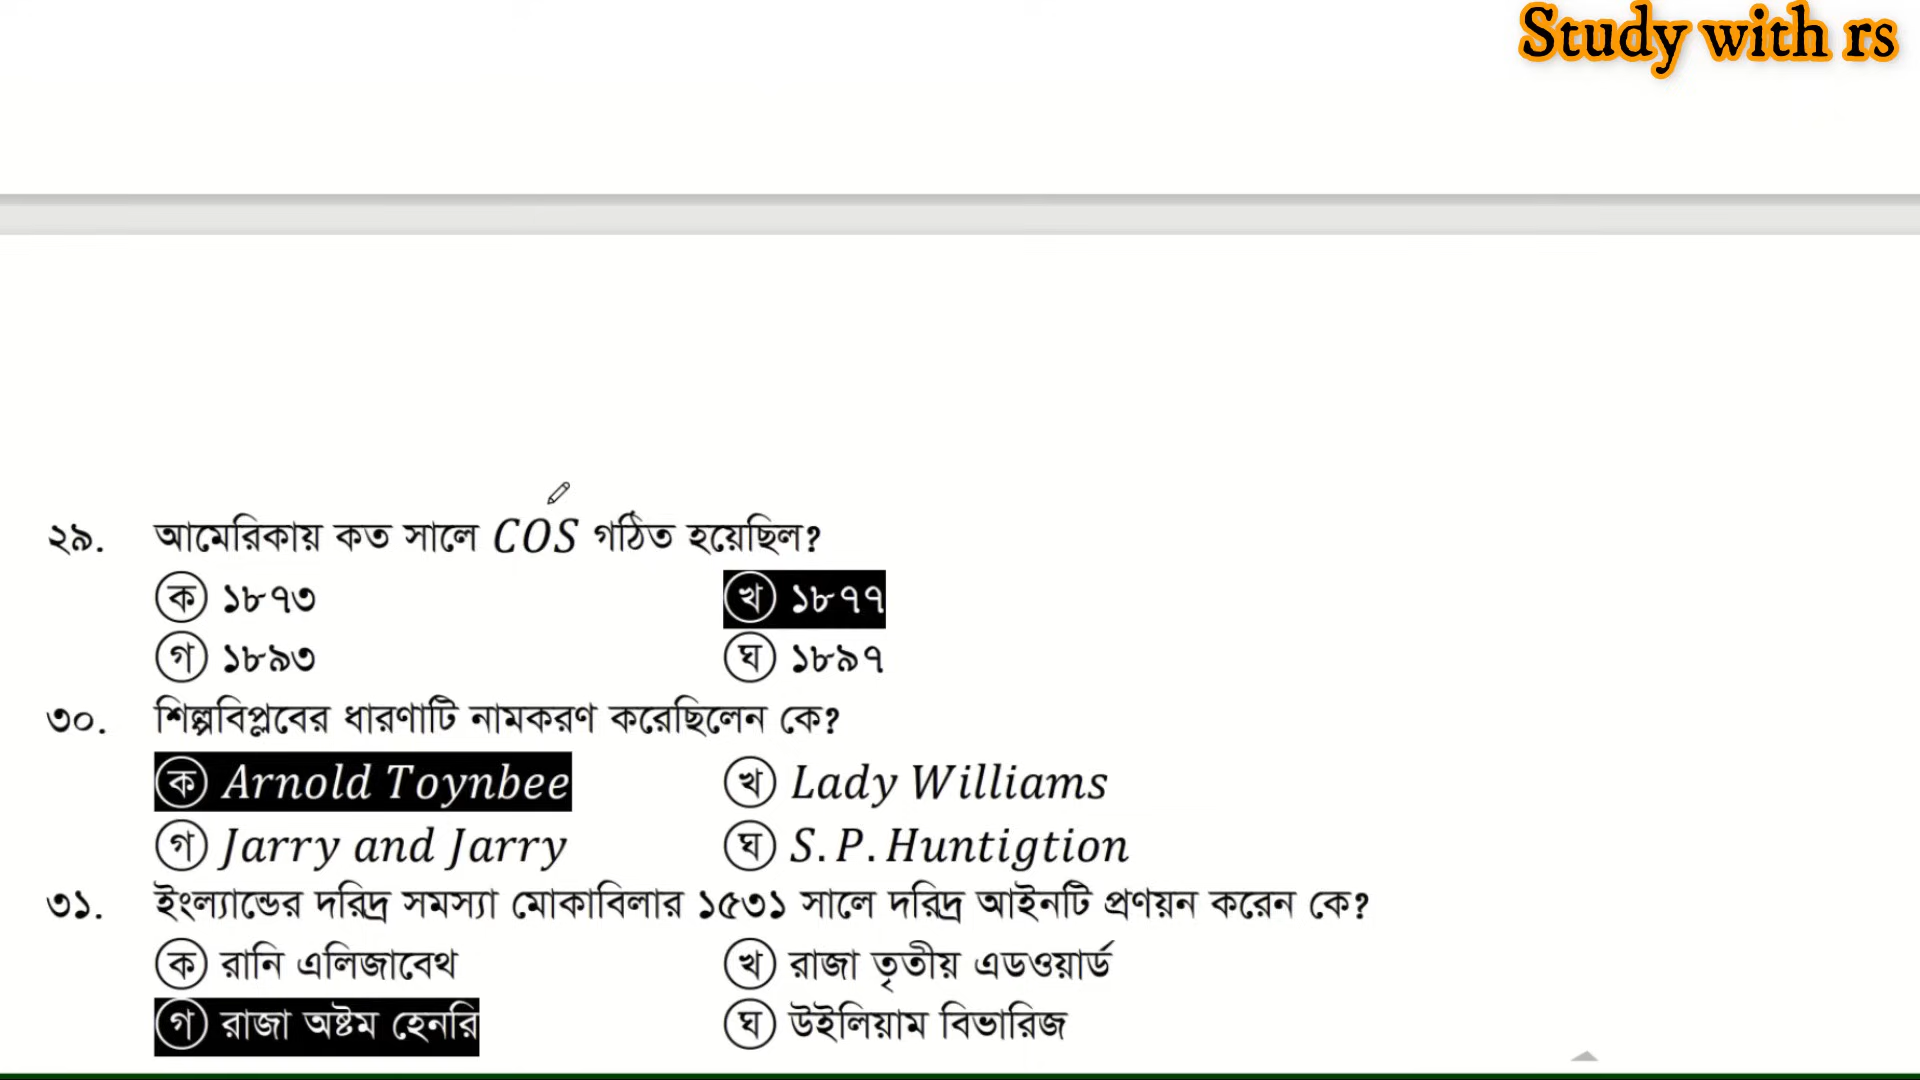 Study with rs
২৯. আমেরিকায় কত সালে COS গঠিত হয়েছিল?
ক ১৮৭৩ খ ১৮৭৭
গ ১৮৯৩ ঘ ১৮৯৭
৩০. শিল্পবিপ্লবের ধারণাটি নামকরণ করেছিলেন কে?
ক Arnold Toynbee খ Lady Williams
গ Jarry and Jarry ঘ S.P.Huntigtion
৩১. ইংল্যান্ডের দরিদ্র সমস্যা মোকাবিলার ১৫৩১ সালে দরিদ্র আইনটি প্রণয়ন করেন কে?
ক রানি এলিজাবেথ খ রাজা তৃতীয় এডওয়ার্ড
গ রাজা অষ্টম হেনরি ঘ উইলিয়াম বিভারিজ